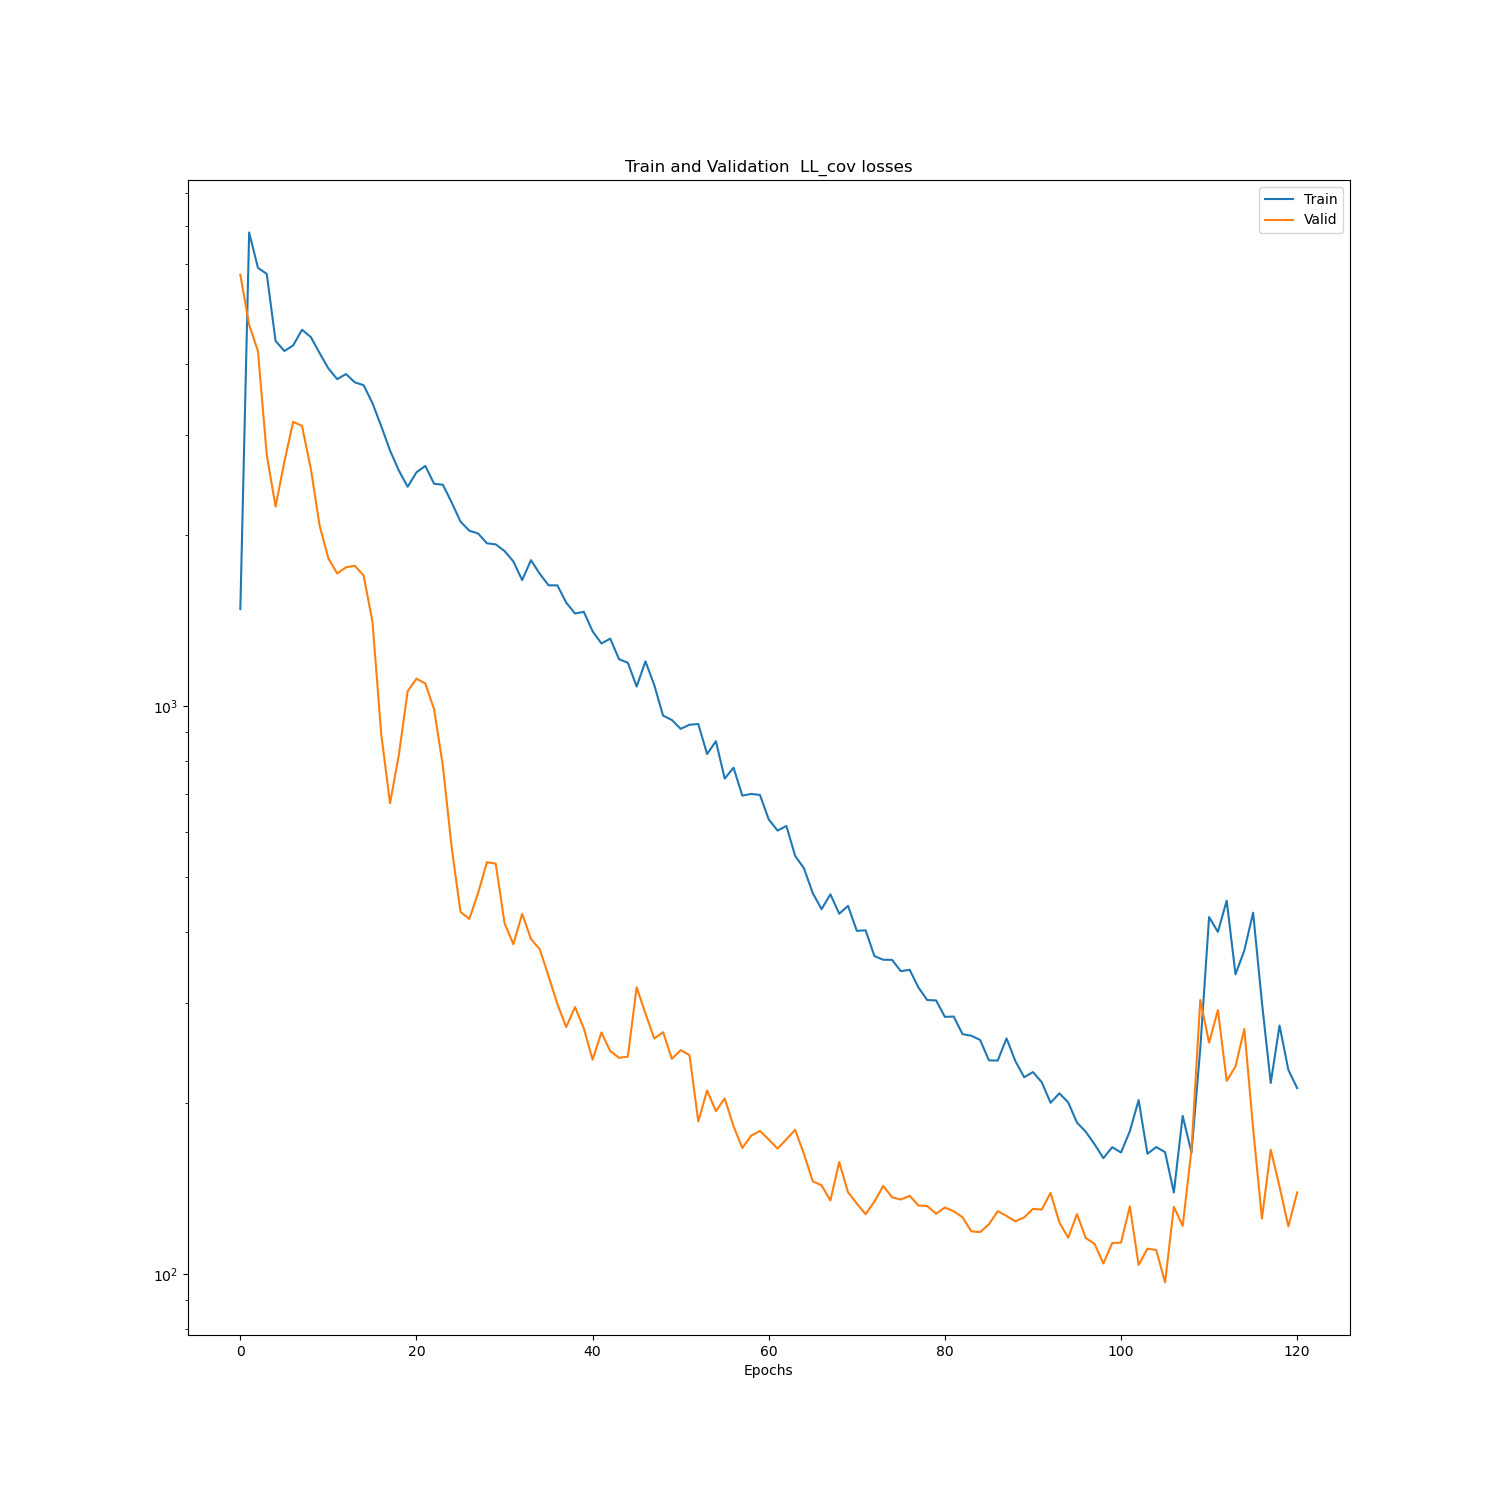 Train and Validation  LL_cov losses
Train
Valid
10³
10²
0 20 40 60 80 100 120
Epochs